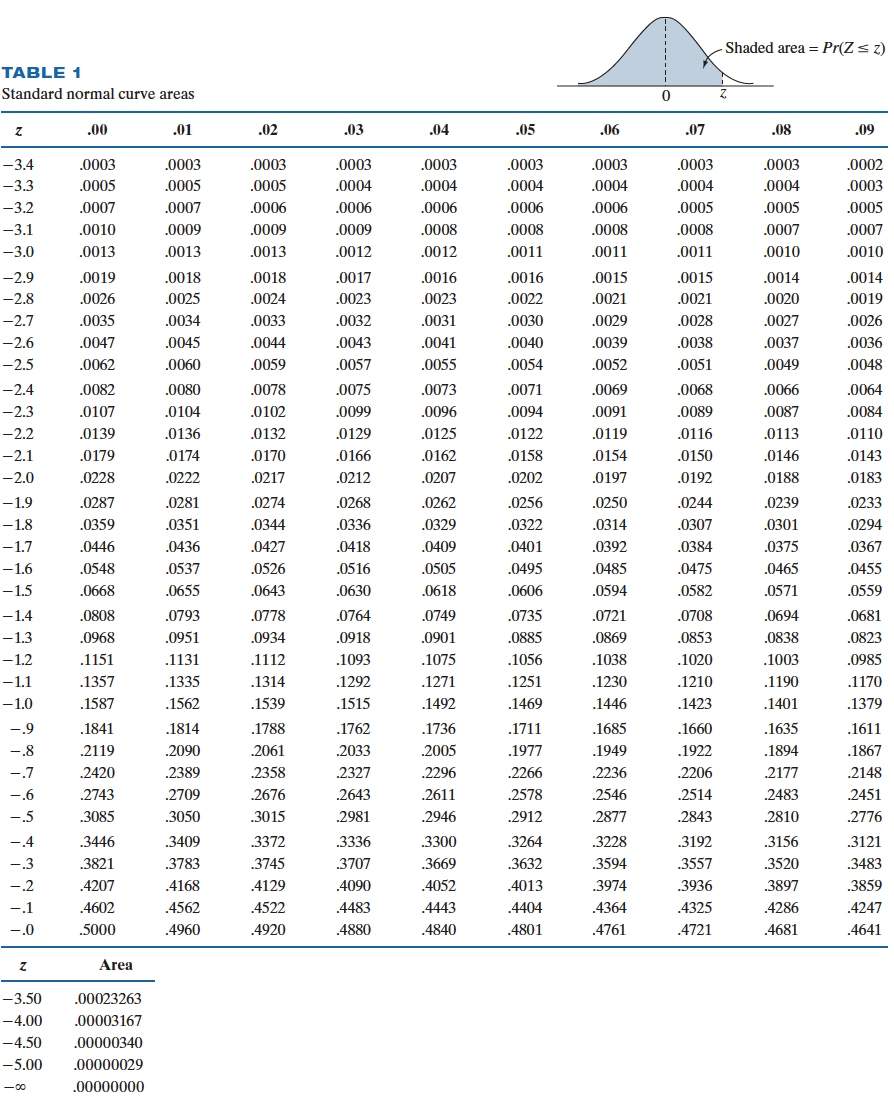 Shaded area = Pr(Z ≤ z)
0 z
TABLE 1
Standard normal curve areas
z .00 .01 .02 .03 .04 .05 .06 .07 .08 .09
−3.4 .0003 .0003 .0003 .0003 .0003 .0003 .0003 .0003 .0003 .0002
−3.3 .0005 .0005 .0005 .0004 .0004 .0004 .0004 .0004 .0004 .0003
−3.2 .0007 .0007 .0006 .0006 .0006 .0006 .0006 .0005 .0005 .0005
−3.1 .0010 .0009 .0009 .0009 .0008 .0008 .0008 .0008 .0007 .0007
−3.0 .0013 .0013 .0013 .0012 .0012 .0011 .0011 .0011 .0010 .0010
−2.9 .0019 .0018 .0018 .0017 .0016 .0016 .0015 .0015 .0014 .0014
−2.8 .0026 .0025 .0024 .0023 .0023 .0022 .0021 .0021 .0020 .0019
−2.7 .0035 .0034 .0033 .0032 .0031 .0030 .0029 .0028 .0027 .0026
−2.6 .0047 .0045 .0044 .0043 .0041 .0040 .0039 .0038 .0037 .0036
−2.5 .0062 .0060 .0059 .0057 .0055 .0054 .0052 .0051 .0049 .0048
−2.4 .0082 .0080 .0078 .0075 .0073 .0071 .0069 .0068 .0066 .0064
−2.3 .0107 .0104 .0102 .0099 .0096 .0094 .0091 .0089 .0087 .0084
−2.2 .0139 .0136 .0132 .0129 .0125 .0122 .0119 .0116 .0113 .0110
−2.1 .0179 .0174 .0170 .0166 .0162 .0158 .0154 .0150 .0146 .0143
−2.0 .0228 .0222 .0217 .0212 .0207 .0202 .0197 .0192 .0188 .0183
−1.9 .0287 .0281 .0274 .0268 .0262 .0256 .0250 .0244 .0239 .0233
−1.8 .0359 .0351 .0344 .0336 .0329 .0322 .0314 .0307 .0301 .0294
−1.7 .0446 .0436 .0427 .0418 .0409 .0401 .0392 .0384 .0375 .0367
−1.6 .0548 .0537 .0526 .0516 .0505 .0495 .0485 .0475 .0465 .0455
−1.5 .0668 .0655 .0643 .0630 .0618 .0606 .0594 .0582 .0571 .0559
−1.4 .0808 .0793 .0778 .0764 .0749 .0735 .0721 .0708 .0694 .0681
−1.3 .0968 .0951 .0934 .0918 .0901 .0885 .0869 .0853 .0838 .0823
−1.2 .1151 .1131 .1112 .1093 .1075 .1056 .1038 .1020 .1003 .0985
−1.1 .1357 .1335 .1314 .1292 .1271 .1251 .1230 .1210 .1190 .1170
−1.0 .1587 .1562 .1539 .1515 .1492 .1469 .1446 .1423 .1401 .1379
−.9 .1841 .1814 .1788 .1762 .1736 .1711 .1685 .1660 .1635 .1611
−.8 .2119 .2090 .2061 .2033 .2005 .1977 .1949 .1922 .1894 .1867
−.7 .2420 .2389 .2358 .2327 .2296 .2266 .2236 .2206 .2177 .2148
−.6 .2743 .2709 .2676 .2643 .2611 .2578 .2546 .2514 .2483 .2451
−.5 .3085 .3050 .3015 .2981 .2946 .2912 .2877 .2843 .2810 .2776
−.4 .3446 .3409 .3372 .3336 .3300 .3264 .3228 .3192 .3156 .3121
−.3 .3821 .3783 .3745 .3707 .3669 .3632 .3594 .3557 .3520 .3483
−.2 .4207 .4168 .4129 .4090 .4052 .4013 .3974 .3936 .3897 .3859
−.1 .4602 .4562 .4522 .4483 .4443 .4404 .4364 .4325 .4286 .4247
−.0 .5000 .4960 .4920 .4880 .4840 .4801 .4761 .4721 .4681 .4641
z Area
−3.50 .00023263
−4.00 .00003167
−4.50 .00000340
−5.00 .00000029
−∞ .00000000